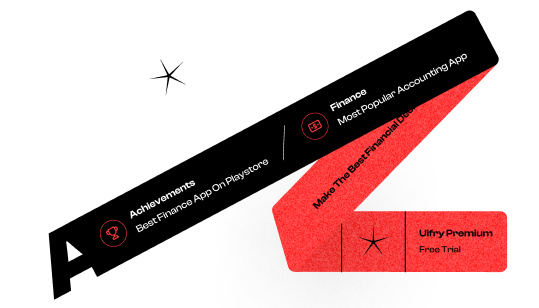 Finance
Most Popular Accounting App
Achievements
Best Finance App On Playstore
Make The Best Financial
A
Ulfry Premium
Free Trial